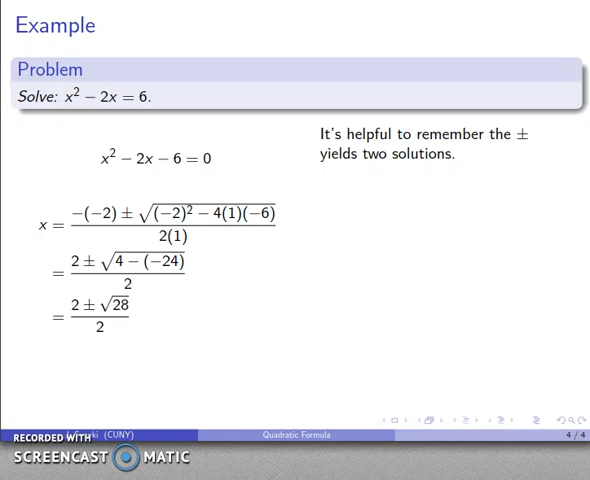 Example
Problem
Solve: x² − 2x = 6.
It's helpful to remember the ±
yields two solutions.
x² − 2x − 6 = 0
x = (−(−2) ± √((−2)² − 4(1)(−6))) / (2(1))
= (2 ± √(4 − (−24))) / 2
= (2 ± √28) / 2
(CUNY)
Quadratic Formula
4 / 4
RECORDED WITH
SCREENCAST MATIC